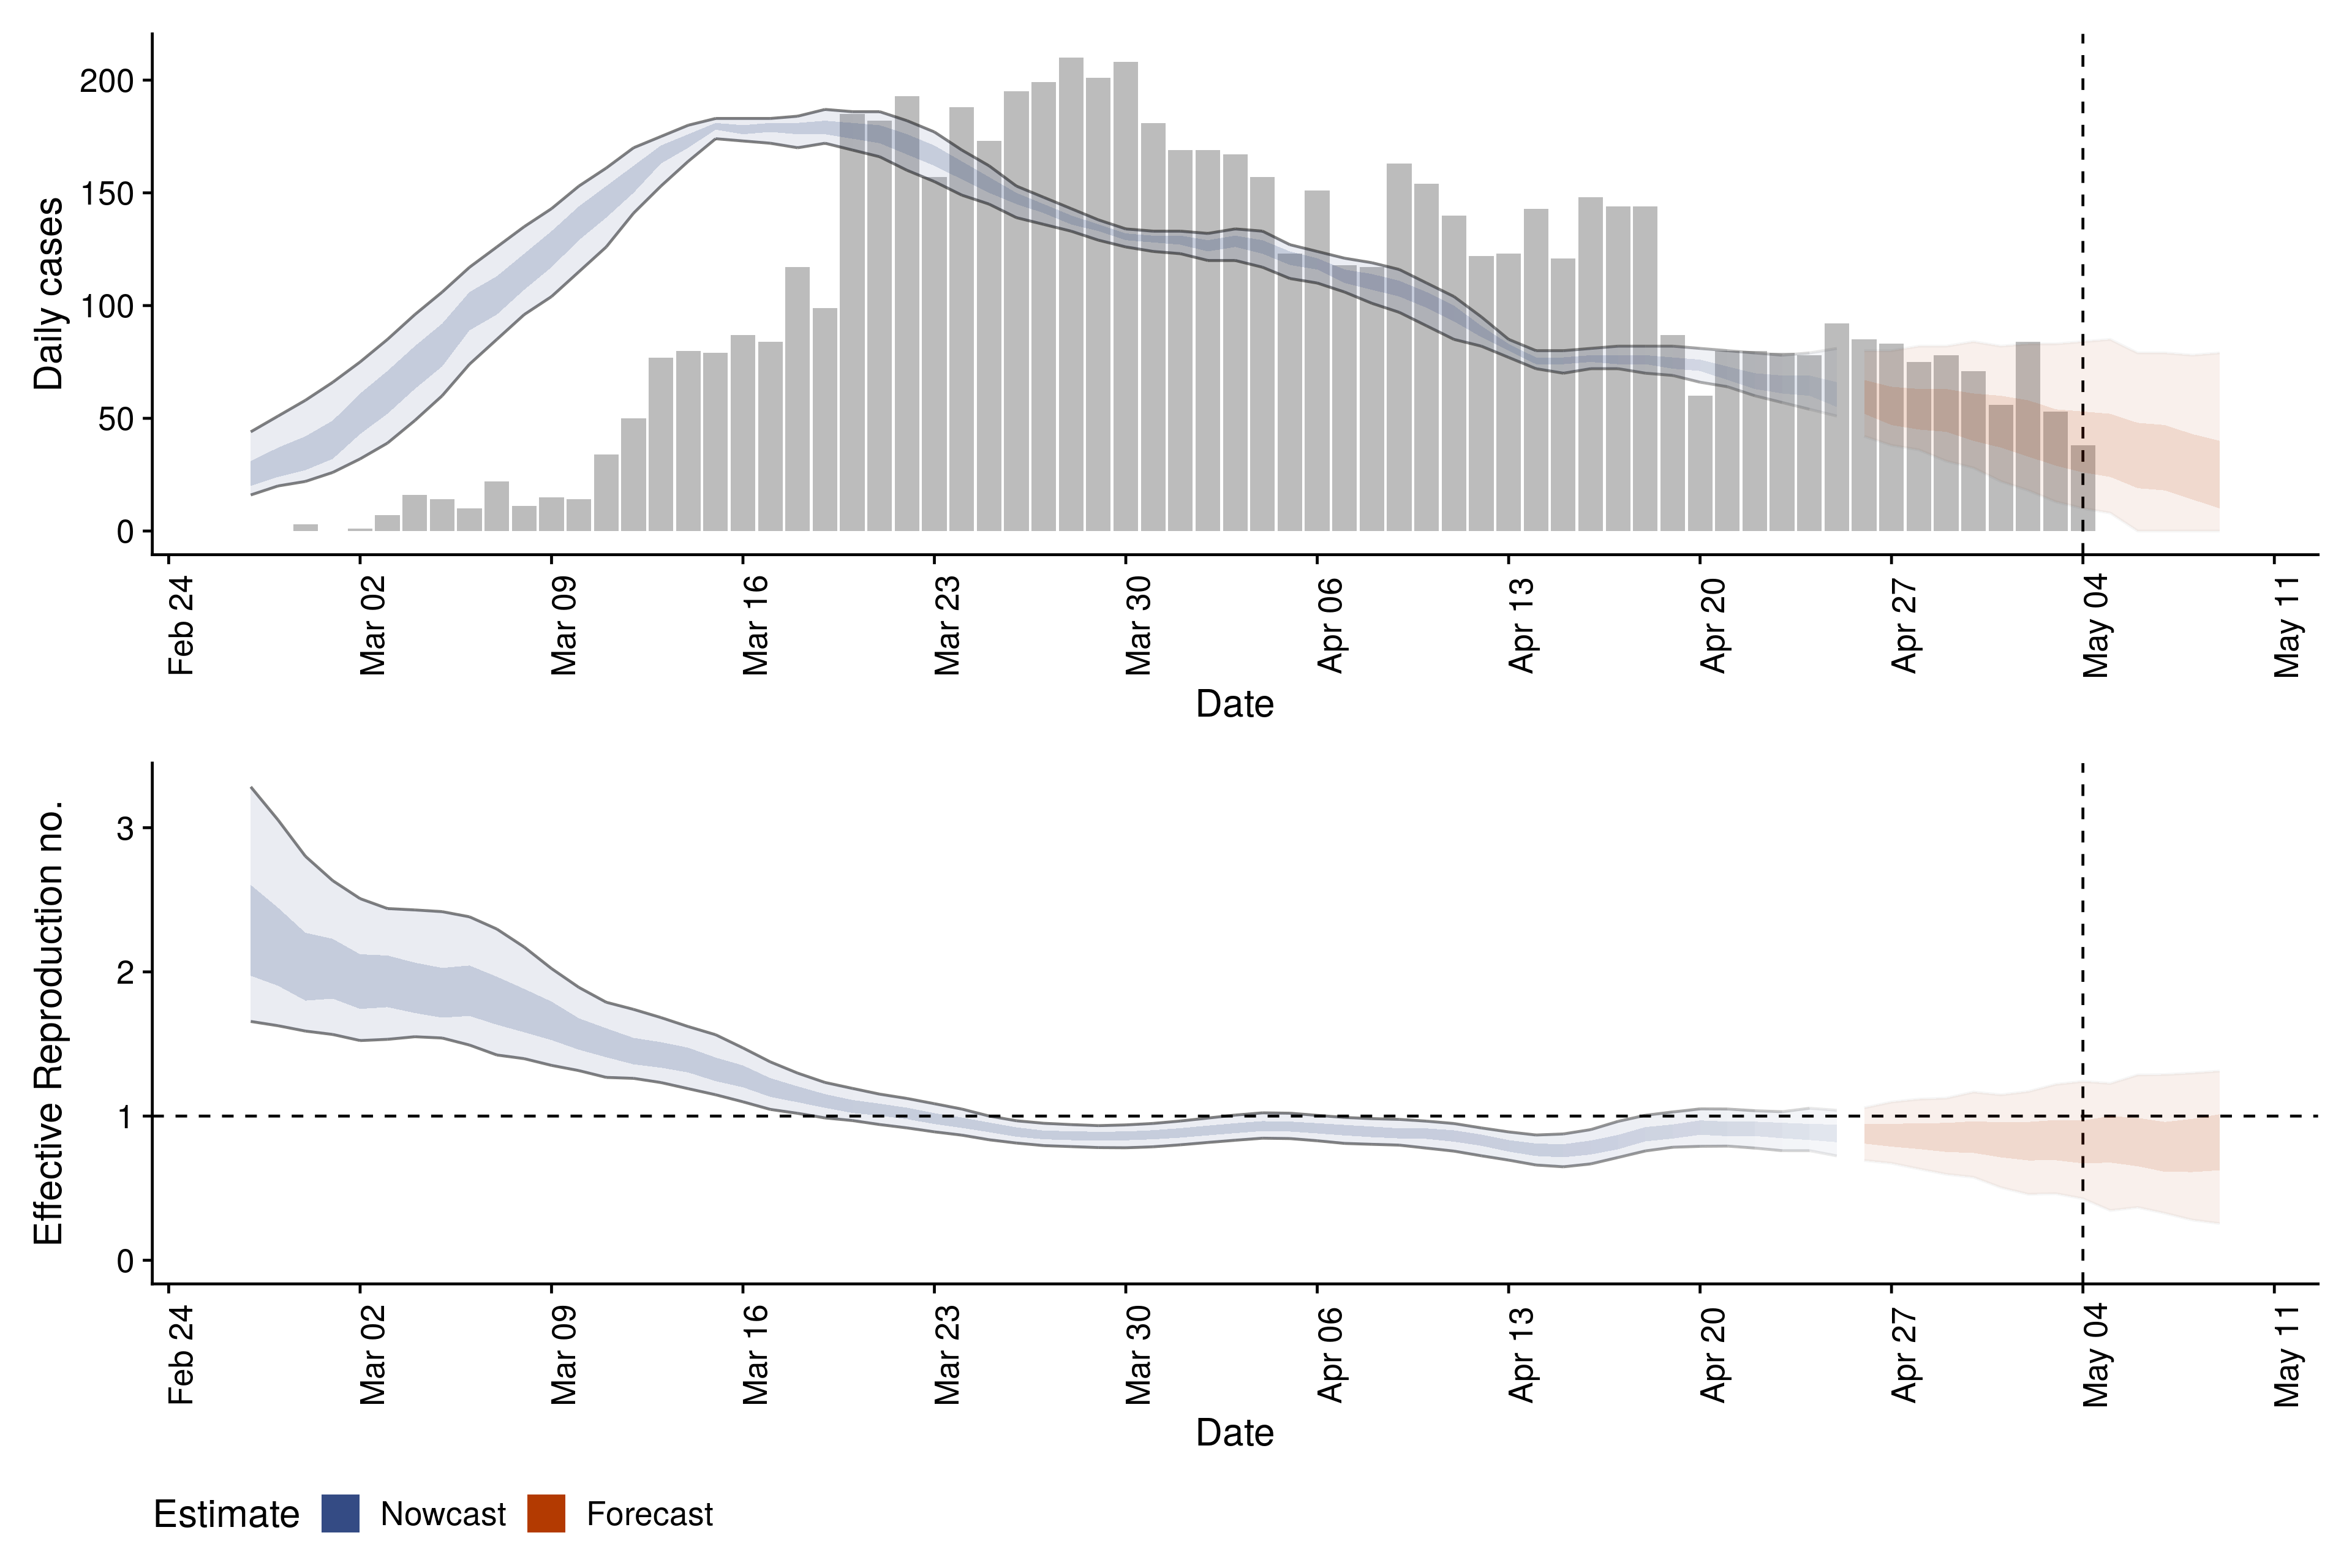 Daily cases
200
150
100
50
0
Feb 24
Mar 02
Mar 09
Mar 16
Mar 23
Mar 30
Apr 06
Apr 13
Apr 20
Apr 27
May 04
May 11
Date
Effective Reproduction no.
3
2
1
0
Feb 24
Mar 02
Mar 09
Mar 16
Mar 23
Mar 30
Apr 06
Apr 13
Apr 20
Apr 27
May 04
May 11
Date
Estimate Nowcast Forecast